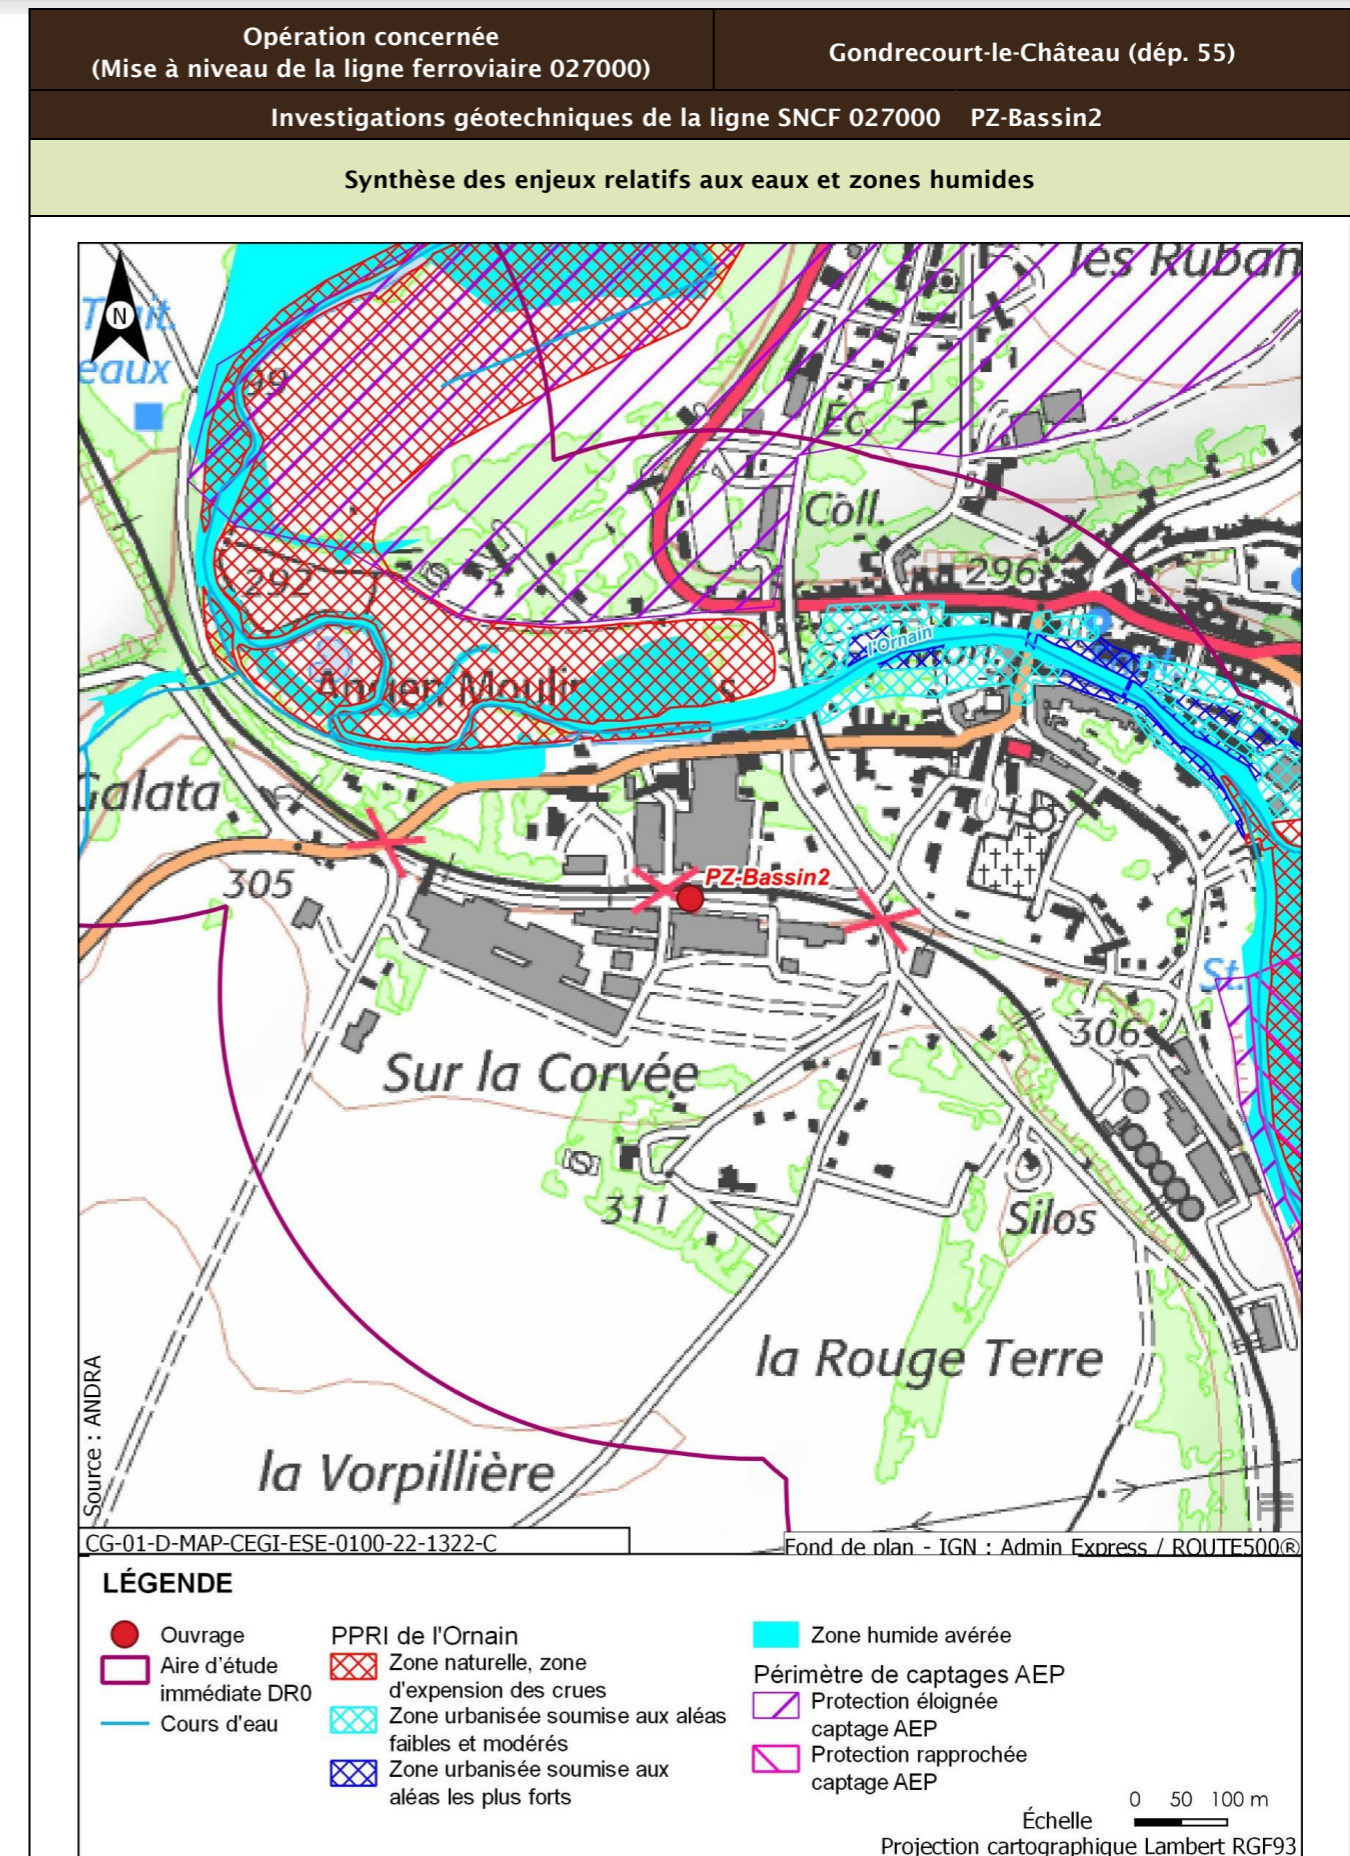 Opération concernée
(Mise à niveau de la ligne ferroviaire 027000)
Gondrecourt-le-Château (dép. 55)
Investigations géotechniques de la ligne SNCF 027000 PZ-Bassin2
Synthèse des enjeux relatifs aux eaux et zones humides
les Ruban
N
eaux
Ec.
Coll.
292
296
l'Ornain
Ancien Moulin
Galata
305
PZ-Bassin2
St.
306
Sur la Corvée
311
Silos
la Rouge Terre
la Vorpillière
Source : ANDRA
CG-01-D-MAP-CEGI-ESE-0100-22-1322-C
Fond de plan - IGN : Admin Express / ROUTE500®
LÉGENDE
Ouvrage
Aire d'étude
immédiate DR0
Cours d'eau
PPRI de l'Ornain
Zone naturelle, zone
d'expension des crues
Zone urbanisée soumise aux aléas
faibles et modérés
Zone urbanisée soumise aux
aléas les plus forts
Zone humide avérée
Périmètre de captages AEP
Protection éloignée
captage AEP
Protection rapprochée
captage AEP
0 50 100 m
Échelle
Projection cartographique Lambert RGF93